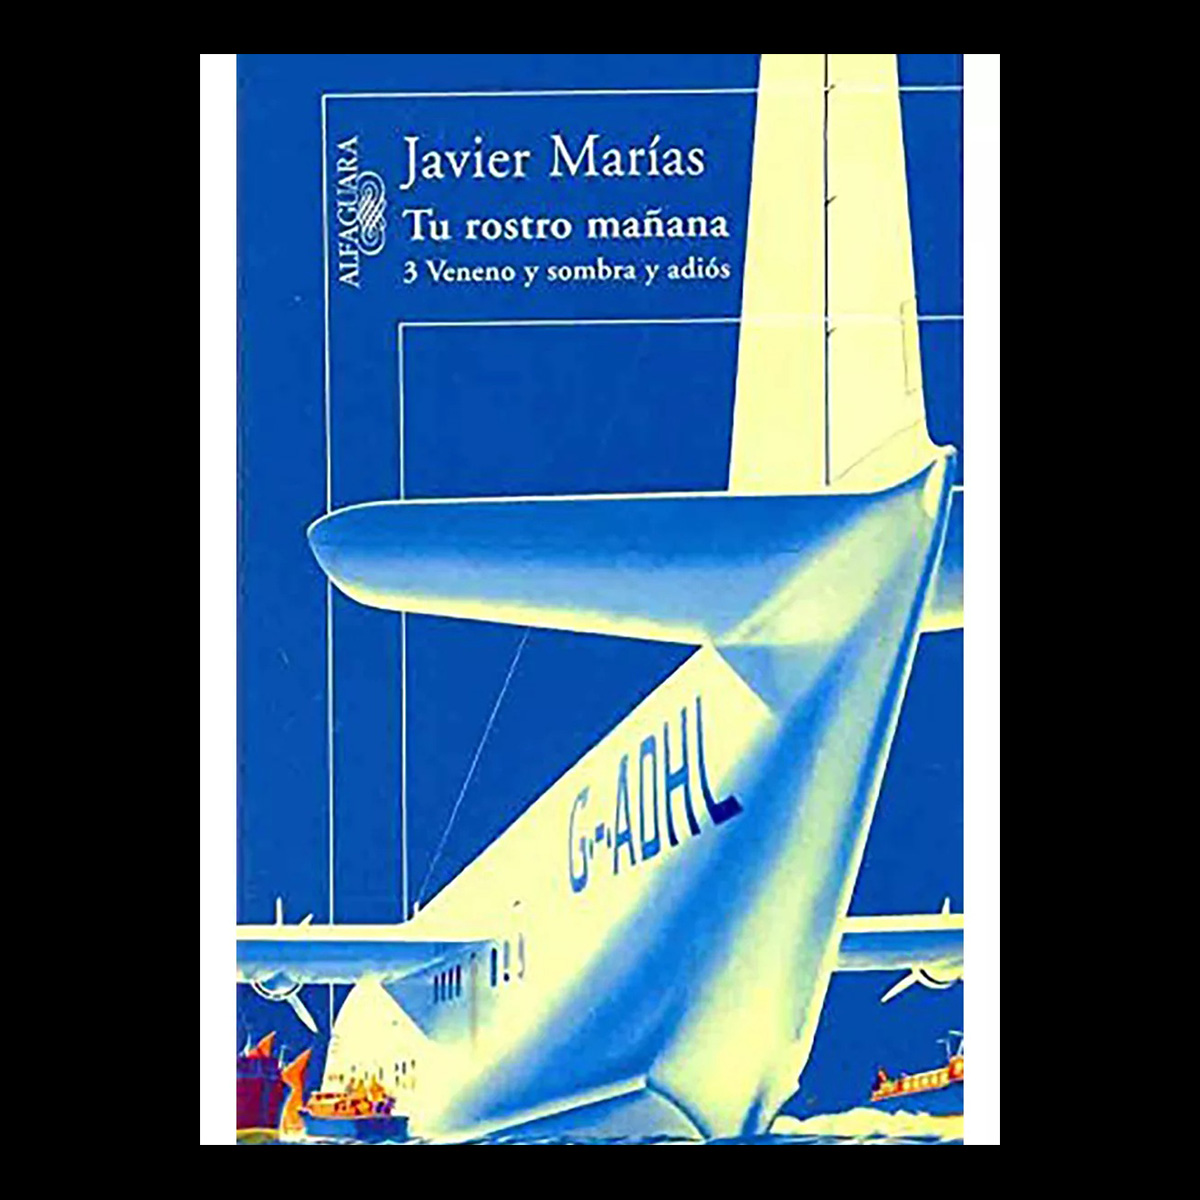 Javier Marías
Tu rostro mañana
3 Veneno y sombra y adiós
ALFAGUARA
G-ADHL